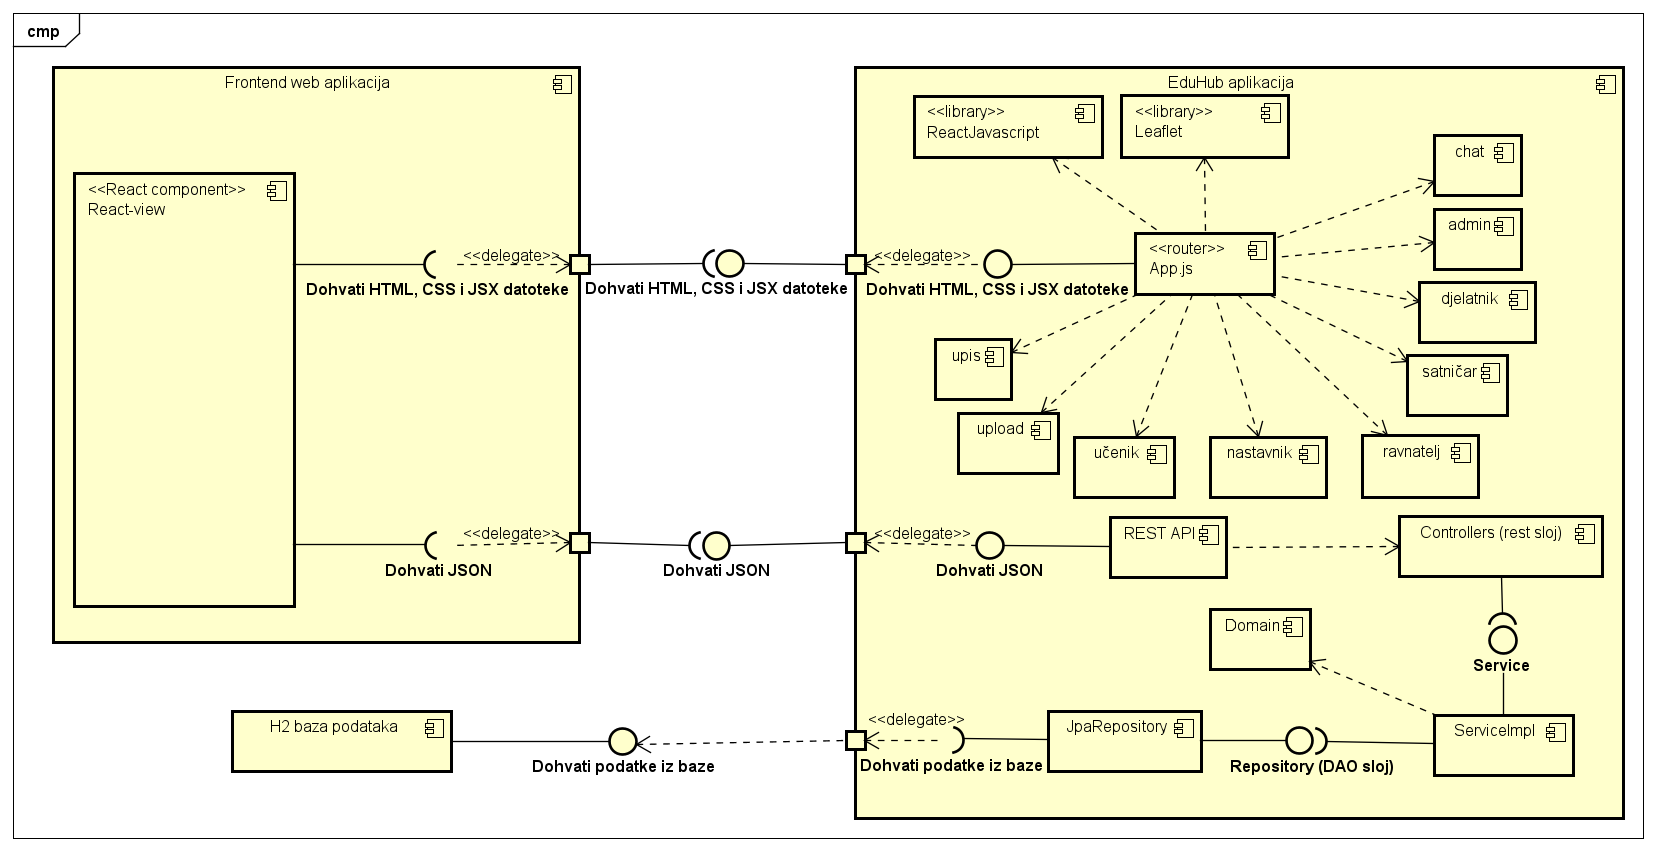 cmp
Frontend web aplikacija
<<React component>>
React-view
<<delegate>>
Dohvati HTML, CSS i JSX datoteke
Dohvati HTML, CSS i JSX datoteke
<<delegate>>
Dohvati JSON
Dohvati JSON
H2 baza podataka
Dohvati podatke iz baze
EduHub aplikacija
<<library>>
ReactJavascript
<<library>>
Leaflet
<<delegate>>
Dohvati HTML, CSS i JSX datoteke
<<router>>
App.js
chat
admin
djelatnik
satničar
ravnatelj
nastavnik
učenik
upload
upis
<<delegate>>
Dohvati JSON
REST API
Controllers (rest sloj)
Service
Domain
ServiceImpl
Repository (DAO sloj)
JpaRepository
<<delegate>>
Dohvati podatke iz baze